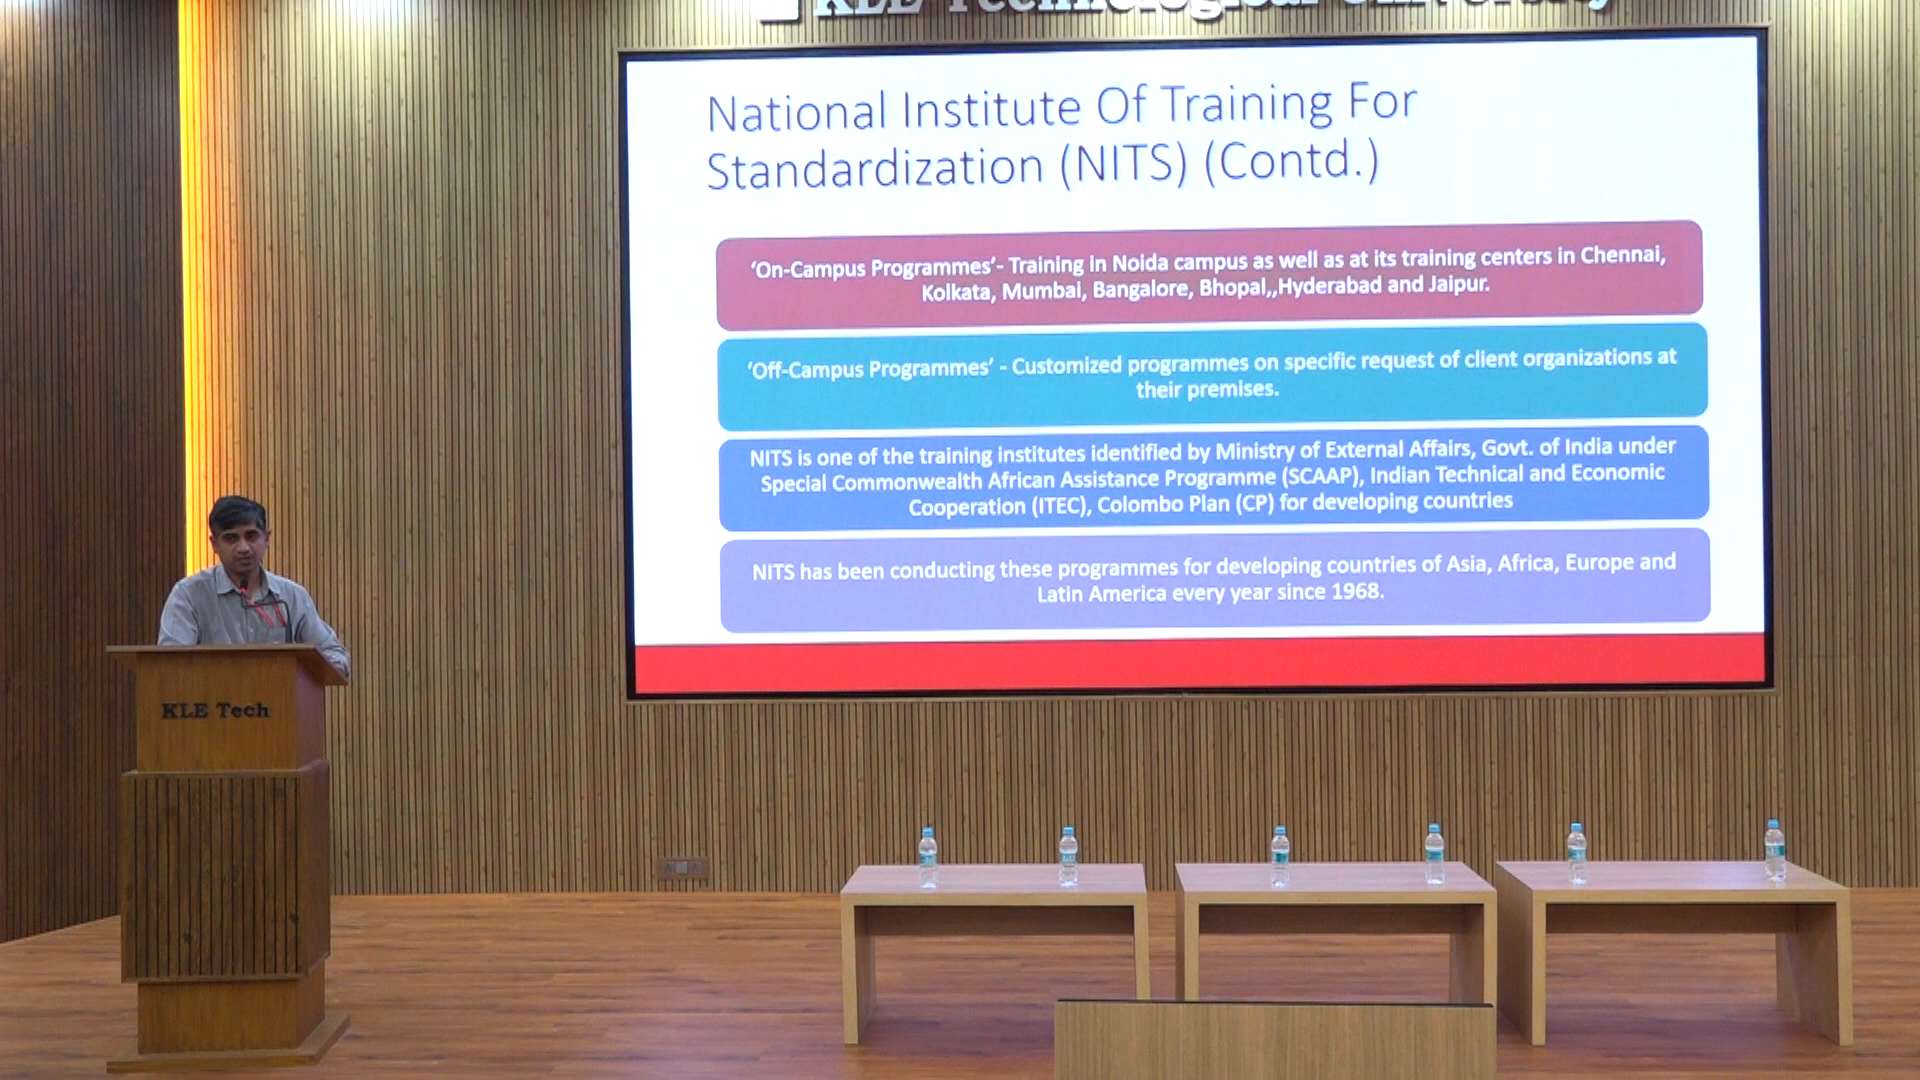 KLE Technological University
National Institute Of Training For
Standardization (NITS) (Contd.)
‘On-Campus Programmes’- Training in Noida campus as well as at its training centers in Chennai,
Kolkata, Mumbai, Bangalore, Bhopal,,Hyderabad and Jaipur.
‘Off-Campus Programmes’ - Customized programmes on specific request of client organizations at
their premises.
NITS is one of the training institutes identified by Ministry of External Affairs, Govt. of India under
Special Commonwealth African Assistance Programme (SCAAP), Indian Technical and Economic
Cooperation (ITEC), Colombo Plan (CP) for developing countries
NITS has been conducting these programmes for developing countries of Asia, Africa, Europe and
Latin America every year since 1968.
KLE Tech